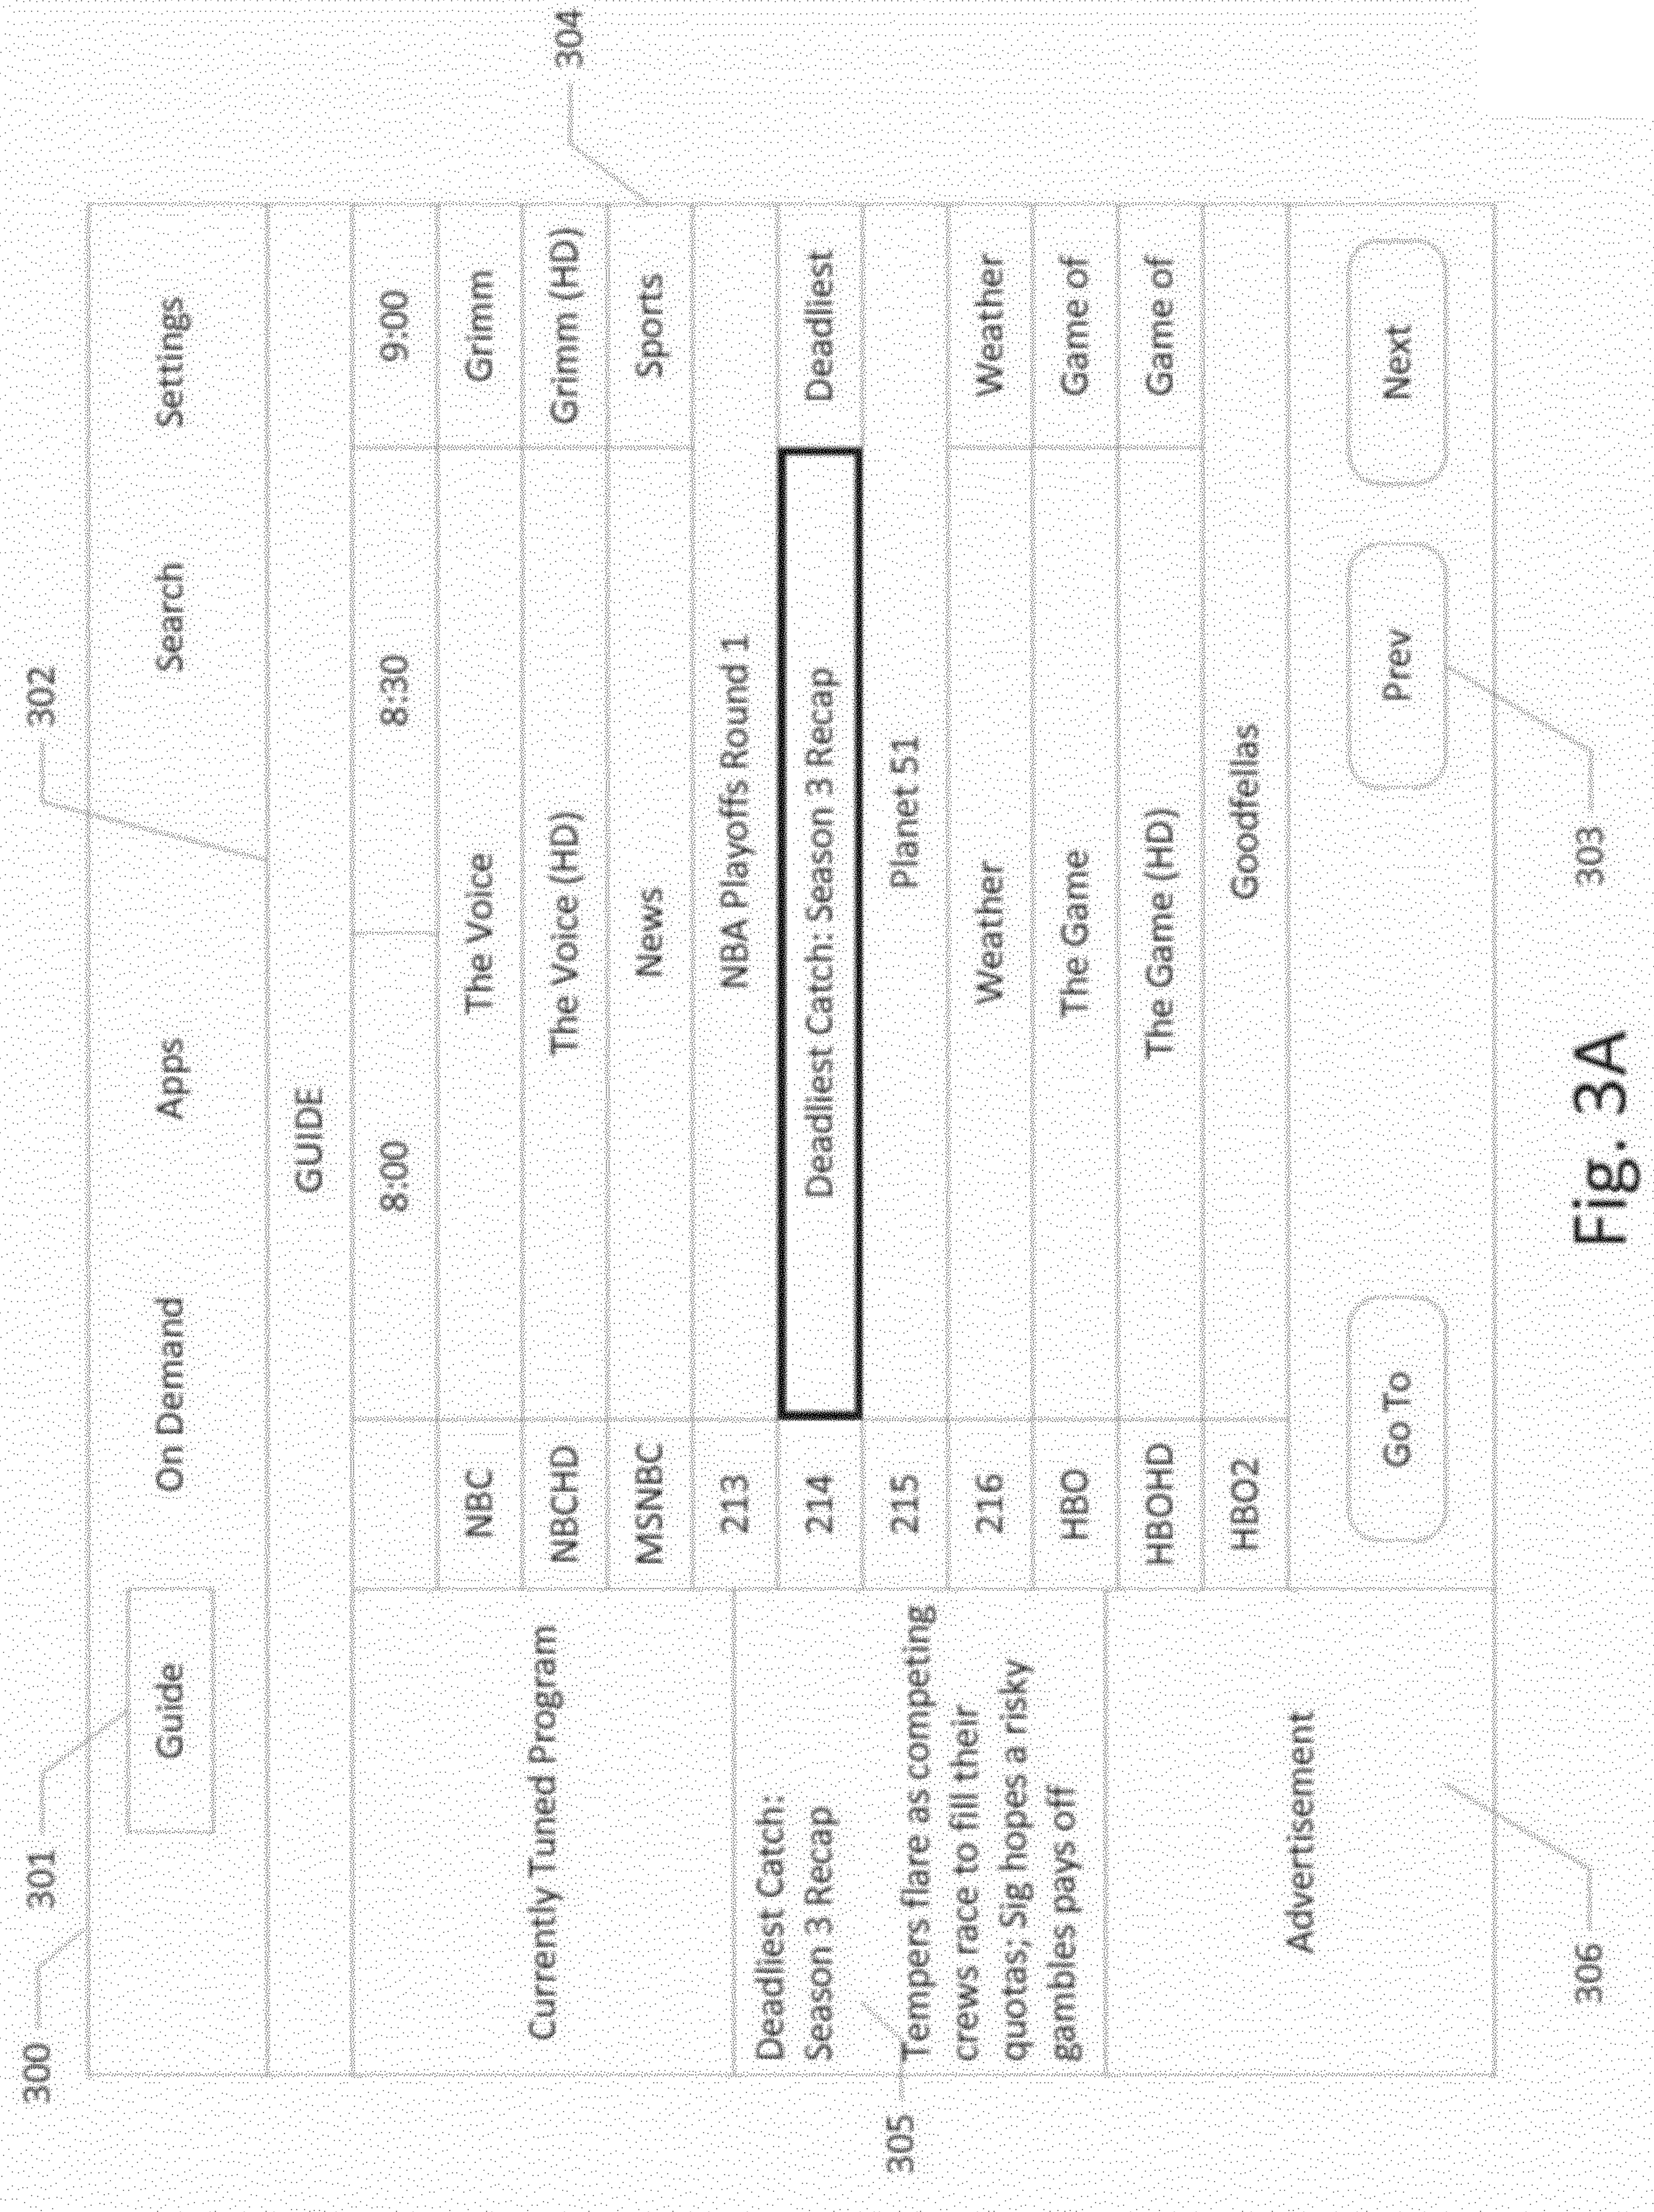 300
301
302
304
Guide On Demand Apps Search Settings
GUIDE
8:00 8:30 9:00
Currently Tuned Program
NBC The Voice Grimm
NBCHD The Voice (HD) Grimm (HD)
MSNBC News Sports
213 NBA Playoffs Round 1
214 Deadliest Catch: Season 3 Recap Deadliest
215 Planet 51
216 Weather Weather
HBO The Game Game of
HBOHD The Game (HD) Game of
HBO2 Goodfellas
305
Deadliest Catch:
Season 3 Recap
Tempers flare as competing
crews race to fill their
quotas; Sig hopes a risky
gambles pays off
Advertisement
Go To Prev Next
306
303
Fig. 3A